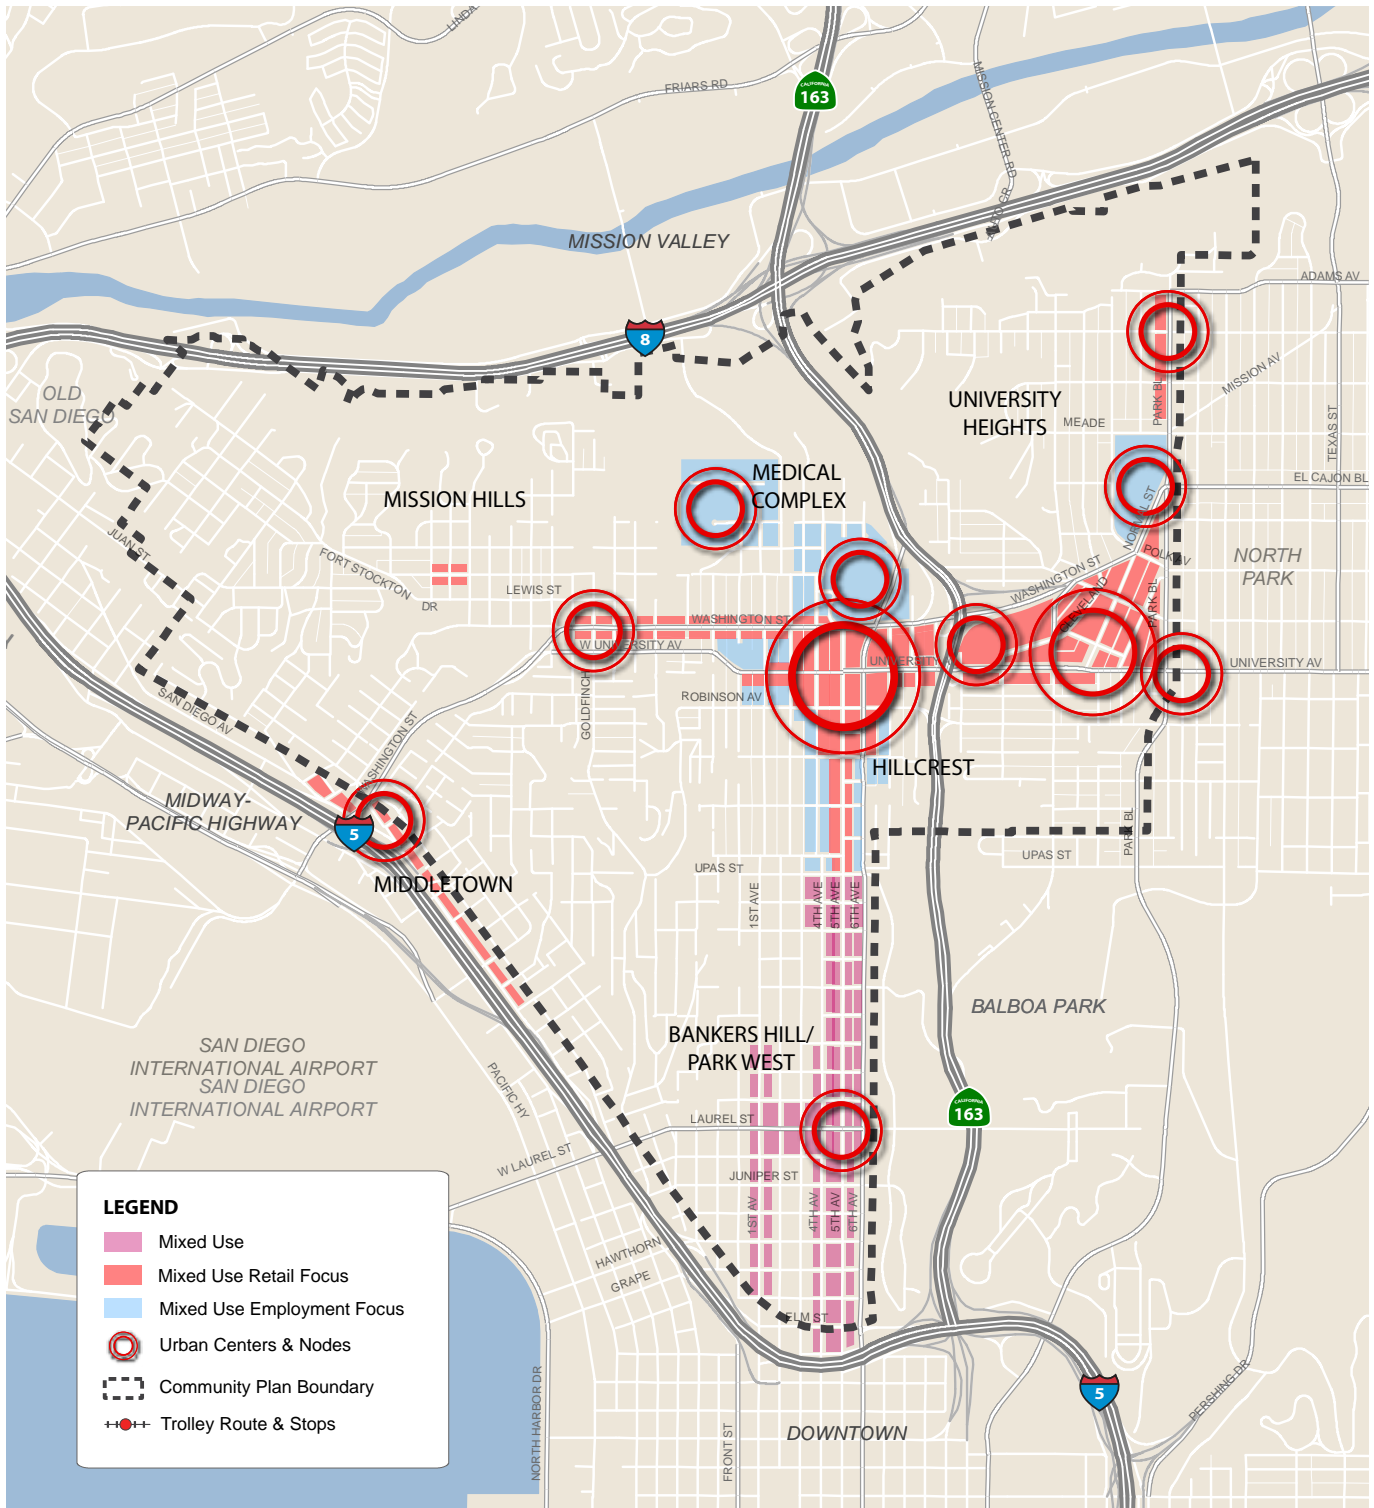 LINDA
FRIARS RD
CALIFORNIA
163
MISSION CENTER RD
MISSION VALLEY
ADAMS AV
8
OLD
SAN DIEGO
UNIVERSITY
HEIGHTS
MEADE
PARK BL
MISSION AV
TEXAS ST
EL CAJON BL
MEDICAL
COMPLEX
MISSION HILLS
NORMAL ST
POLK AV
NORTH
PARK
JUAN ST
FORT STOCKTON
DR
LEWIS ST
WASHINGTON ST
WASHINGTON ST
CLEVELAND
PARK BL
W UNIVERSITY AV
UNIVERSITY A
UNIVERSITY AV
ROBINSON AV
GOLDFINCH
SAN DIEGO AV
WASHINGTON ST
HILLCREST
MIDWAY-
PACIFIC HIGHWAY
5
PARK BL
UPAS ST
UPAS ST
MIDDLETOWN
1ST AVE
4TH AVE
5TH AVE
6TH AVE
BALBOA PARK
BANKERS HILL/
PARK WEST
SAN DIEGO
INTERNATIONAL AIRPORT
SAN DIEGO
INTERNATIONAL AIRPORT
PACIFIC HY
CALIFORNIA
163
LAUREL ST
W LAUREL ST
JUNIPER ST
1ST AV
4TH AV
5TH AV
6TH AV
HAWTHORN
GRAPE
ELM ST
LEGEND
Mixed Use
Mixed Use Retail Focus
Mixed Use Employment Focus
Urban Centers & Nodes
Community Plan Boundary
Trolley Route & Stops
NORTH HARBOR DR
FRONT ST
DOWNTOWN
5
PERSHING DR